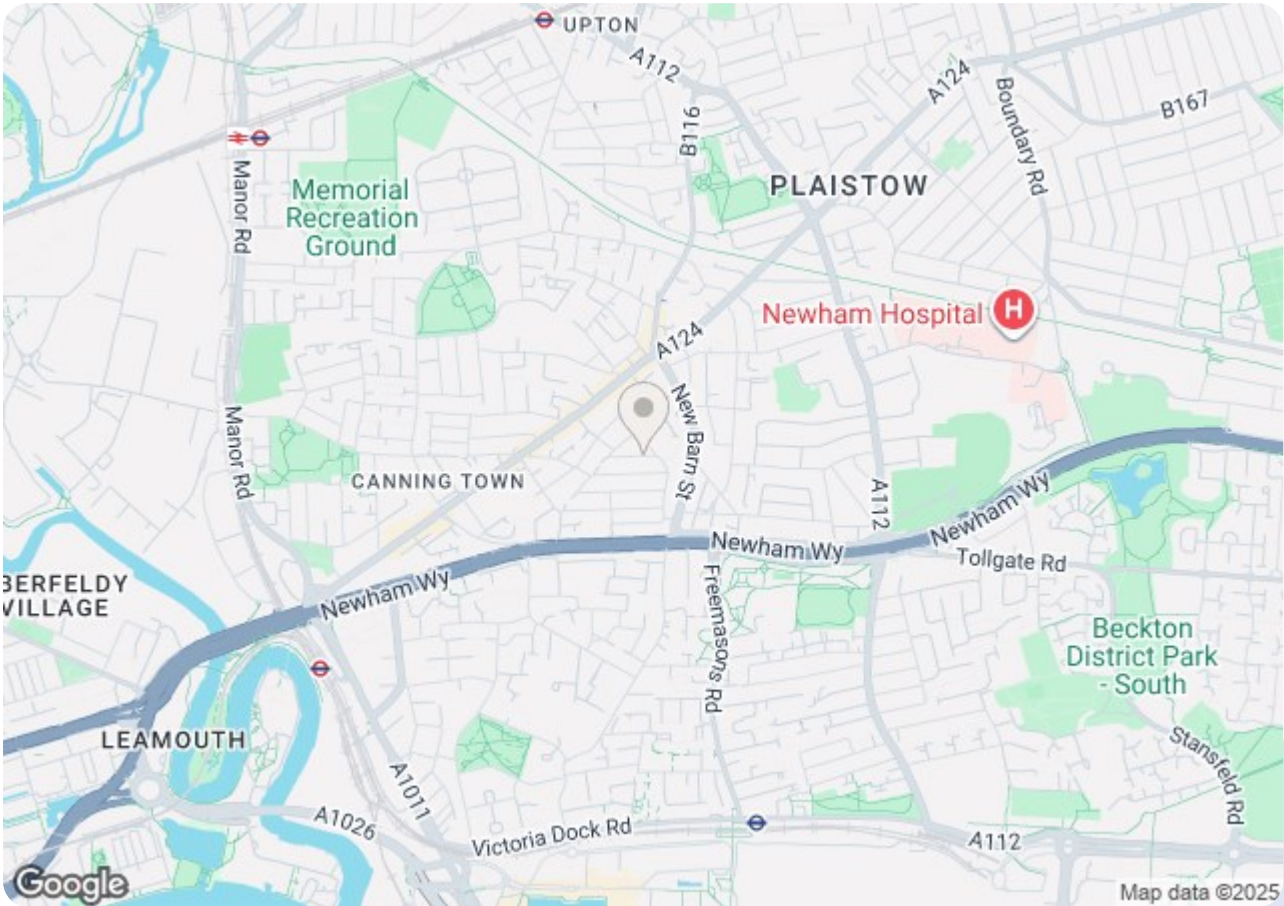 UPTON
A112
A124
B116
Boundary Rd
B167
PLAISTOW
Manor Rd
Memorial
Recreation
Ground
Newham Hospital
H
A124
New Barn St
Manor Rd
CANNING TOWN
A112
Newham Wy
Newham Wy
Tollgate Rd
BERFELDY
VILLAGE
Newham Wy
Freemasons Rd
Beckton
District Park
- South
LEAMOUTH
Stansfeld Rd
A1011
A1026
Victoria Dock Rd
A112
Google
Map data ©2025